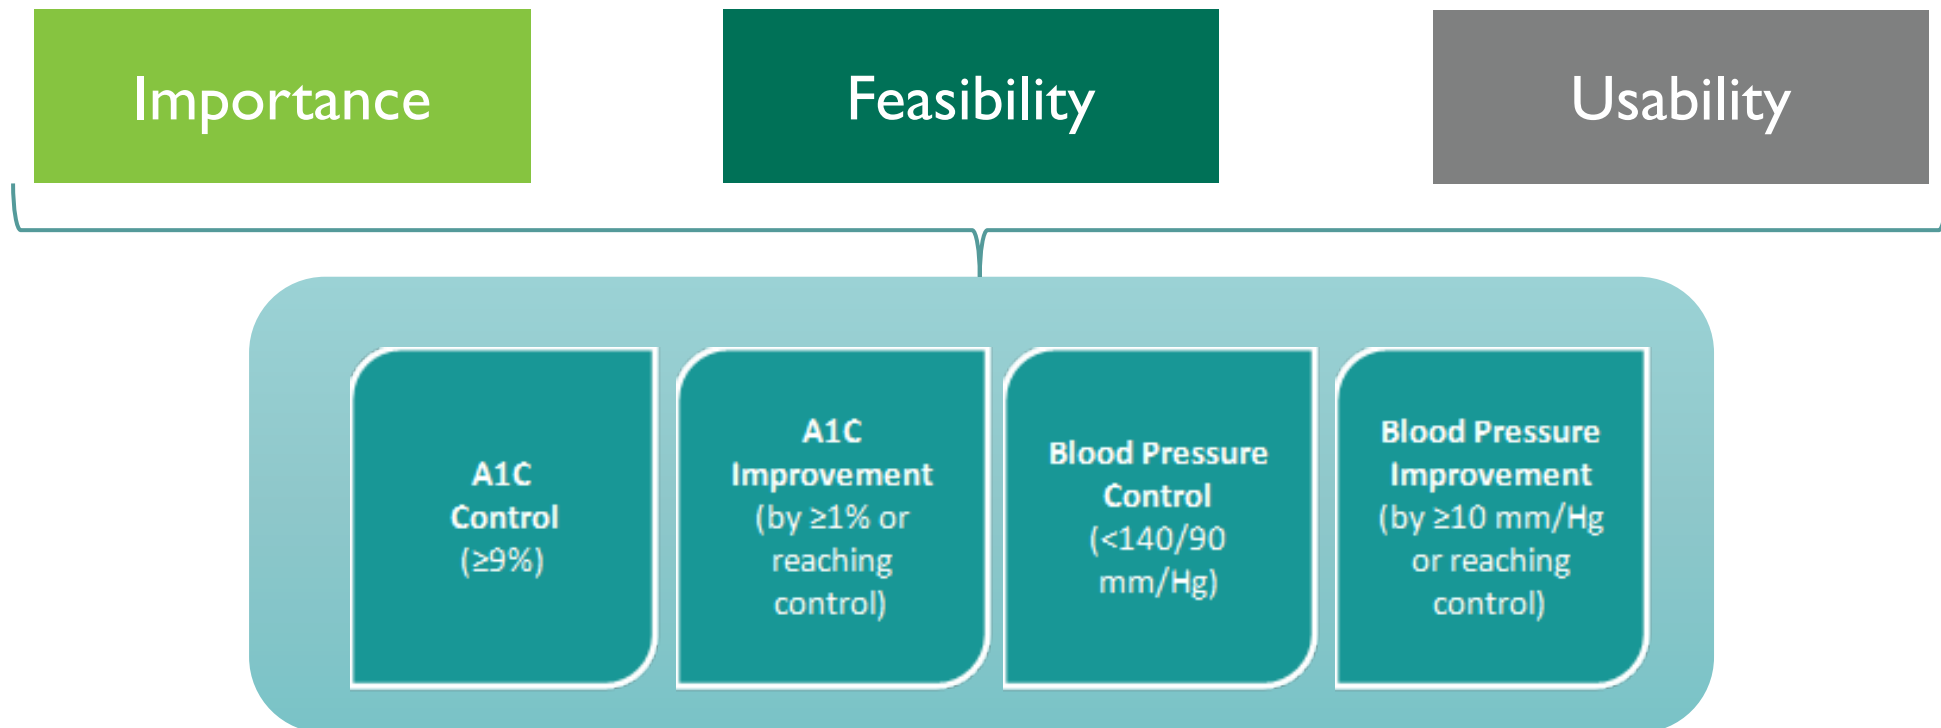 Importance
Feasibility
Usability
A1C
Control
(≥9%)
A1C
Improvement
(by ≥1% or
reaching
control)
Blood Pressure
Control
(<140/90
mm/Hg)
Blood Pressure
Improvement
(by ≥10 mm/Hg
or reaching
control)